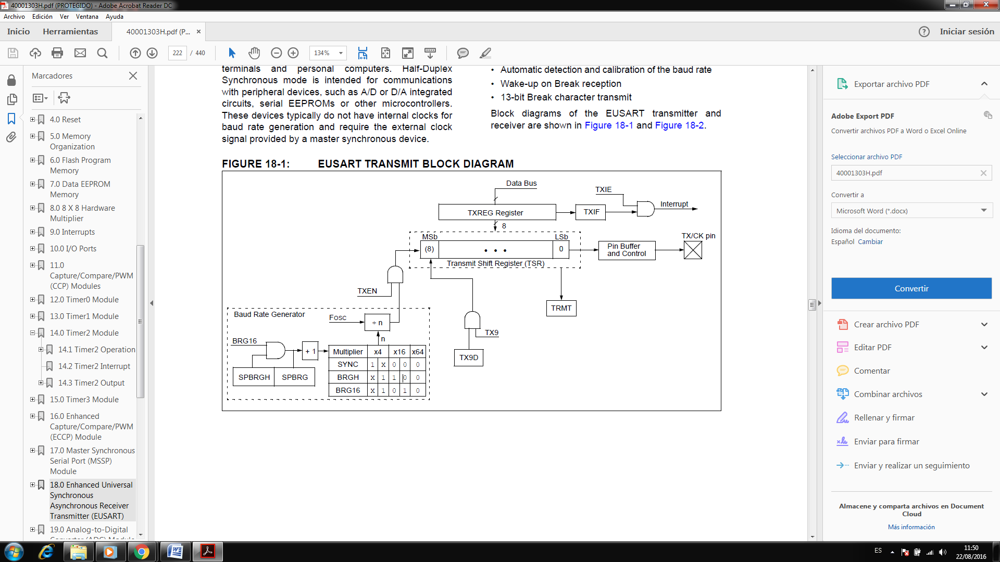 40001303H.pdf (PROTEGIDO) - Adobe Acrobat Reader DC
Archivo Edición Ver Ventana Ayuda
Inicio Herramientas 40001303H.pdf (P... × Iniciar sesión
222 / 440 134%
Marcadores
4.0 Reset
5.0 Memory
Organization
6.0 Flash Program
Memory
7.0 Data EEPROM
Memory
8.0 8 X 8 Hardware
Multiplier
9.0 Interrupts
10.0 I/O Ports
11.0
Capture/Compare/PWM
(CCP) Modules
12.0 Timer0 Module
13.0 Timer1 Module
14.0 Timer2 Module
14.1 Timer2 Operation
14.2 Timer2 Interrupt
14.3 Timer2 Output
15.0 Timer3 Module
16.0 Enhanced
Capture/Compare/PWM
(ECCP) Module
17.0 Master Synchronous
Serial Port (MSSP)
Module
18.0 Enhanced Universal
Synchronous
Asynchronous Receiver
Transmitter (EUSART)
19.0 Analog-to-Digital
Converter (ADC) Module
terminals and personal computers. Half-Duplex
Synchronous mode is intended for communications
with peripheral devices, such as A/D or D/A integrated
circuits, serial EEPROMs or other microcontrollers.
These devices typically do not have internal clocks for
baud rate generation and require the external clock
signal provided by a master synchronous device.
• Automatic detection and calibration of the baud rate
• Wake-up on Break reception
• 13-bit Break character transmit
Block diagrams of the EUSART transmitter and
receiver are shown in Figure 18-1 and Figure 18-2.
FIGURE 18-1: EUSART TRANSMIT BLOCK DIAGRAM
Data Bus
TXIE
Interrupt
TXREG Register
TXIF
8
MSb
LSb
TX/CK pin
(8)
• • •
0
Pin Buffer
and Control
Transmit Shift Register (TSR)
TXEN
TRMT
Baud Rate Generator
FOSC
÷ n
n
TX9
BRG16
+ 1
TX9D
SPBRGH SPBRG
Multiplier x4 x16 x64
SYNC 1 X 0 0 0
BRGH X 1 1 0 0
BRG16 X 1 0 1 0
Exportar archivo PDF
Adobe Export PDF
Convertir archivos PDF a Word o Excel Online
Seleccionar archivo PDF
40001303H.pdf
Convertir a
Microsoft Word (*.docx)
Idioma del documento:
Español Cambiar
Convertir
Crear archivo PDF
Editar PDF
Comentar
Combinar archivos
Rellenar y firmar
Enviar para firmar
Enviar y realizar un seguimiento
Almacene y comparta archivos en Document
Cloud
Más información
ES
11:50
22/08/2016